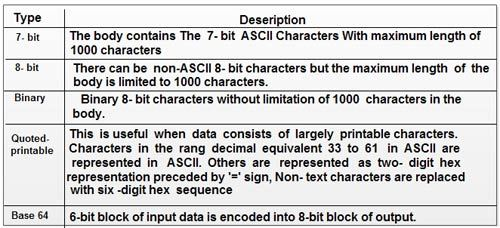 Type Deseription
7- bit The body contains The 7- bit ASCII Characters With maximum length of
1000 characters
8- bit There can be non-ASCII 8- bit characters but the maximum length of the
body is limited to 1000 characters.
Binary Binary 8- bit characters without limitation of 1000 characters in the
body.
Quoted-
printable
This is useful when data consists of largely printable characters.
Characters in the rang decimal equivalent 33 to 61 in ASCII are
represented in ASCII. Others are represented as two- digit hex
representation preceded by '=' sign, Non- text characters are replaced
with six -digit hex sequence
Base 64 6-bit block of input data is encoded into 8-bit block of output.